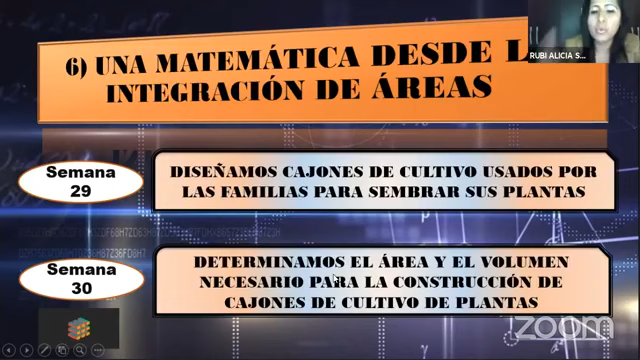 6) UNA MATEMÁTICA DESDE L
INTEGRACIÓN DE ÁREAS
RUBI ALICIA S...
Semana
29
DISEÑAMOS CAJONES DE CULTIVO USADOS POR
LAS FAMILIAS PARA SEMBRAR SUS PLANTAS
Semana
30
DETERMINAMOS EL ÁREA Y EL VOLUMEN
NECESARIO PARA LA CONSTRUCCIÓN DE
CAJONES DE CULTIVO DE PLANTAS
zoom